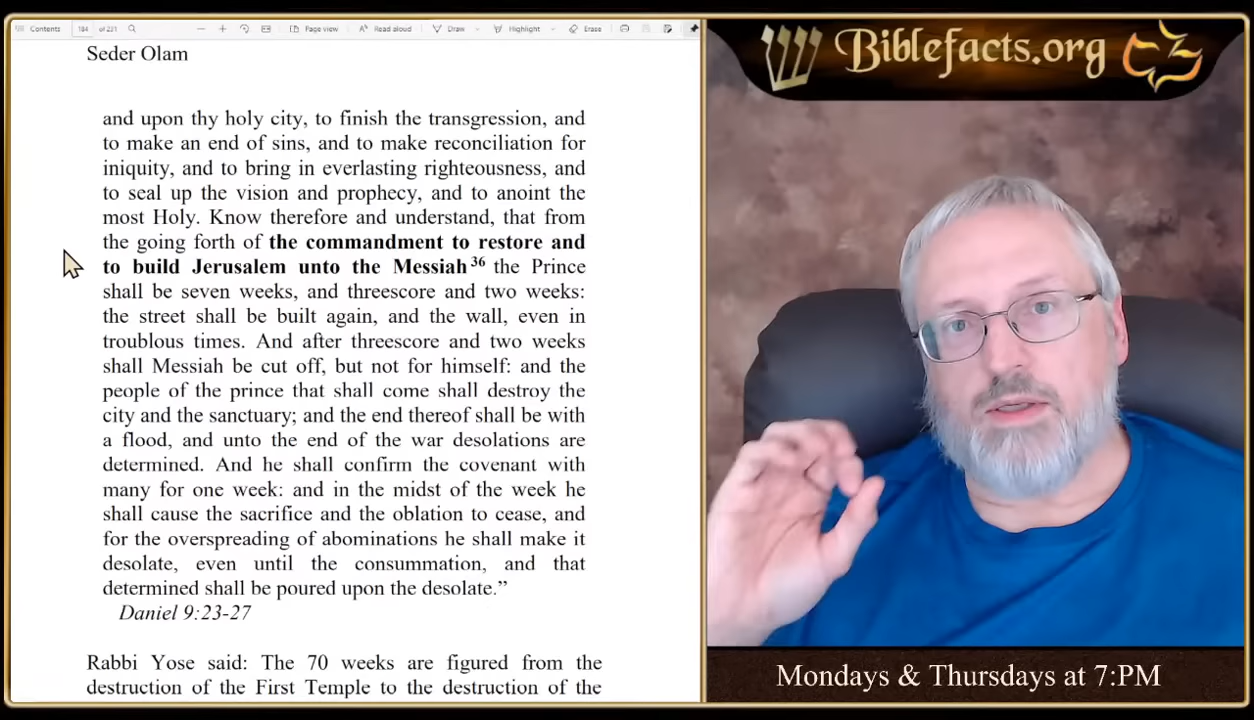 Contents 184 of 231 Page view Read aloud Draw Highlight Erase
Seder Olam
and upon thy holy city, to finish the transgression, and
to make an end of sins, and to make reconciliation for
iniquity, and to bring in everlasting righteousness, and
to seal up the vision and prophecy, and to anoint the
most Holy. Know therefore and understand, that from
the going forth of the commandment to restore and
to build Jerusalem unto the Messiah 36 the Prince
shall be seven weeks, and threescore and two weeks:
the street shall be built again, and the wall, even in
troublous times. And after threescore and two weeks
shall Messiah be cut off, but not for himself: and the
people of the prince that shall come shall destroy the
city and the sanctuary; and the end thereof shall be with
a flood, and unto the end of the war desolations are
determined. And he shall confirm the covenant with
many for one week: and in the midst of the week he
shall cause the sacrifice and the oblation to cease, and
for the overspreading of abominations he shall make it
desolate, even until the consummation, and that
determined shall be poured upon the desolate.”
Daniel 9:23-27
Rabbi Yose said: The 70 weeks are figured from the
destruction of the First Temple to the destruction of the
Biblefacts.org
Mondays & Thursdays at 7:PM